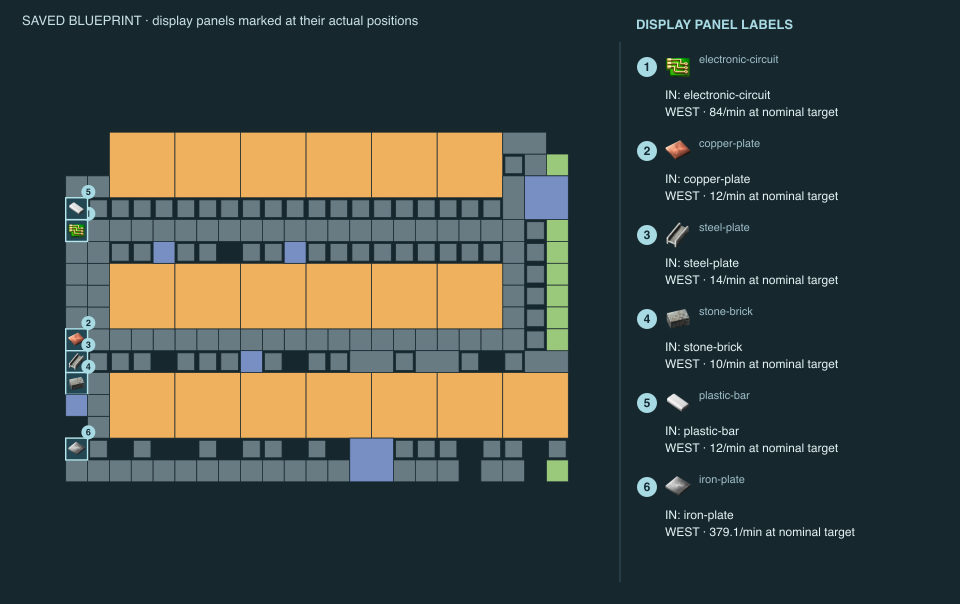 SAVED BLUEPRINT · display panels marked at their actual positions
5
2
3
4
6
DISPLAY PANEL LABELS
1 electronic-circuit
IN: electronic-circuit
WEST · 84/min at nominal target
2 copper-plate
IN: copper-plate
WEST · 12/min at nominal target
3 steel-plate
IN: steel-plate
WEST · 14/min at nominal target
4 stone-brick
IN: stone-brick
WEST · 10/min at nominal target
5 plastic-bar
IN: plastic-bar
WEST · 12/min at nominal target
6 iron-plate
IN: iron-plate
WEST · 379.1/min at nominal target